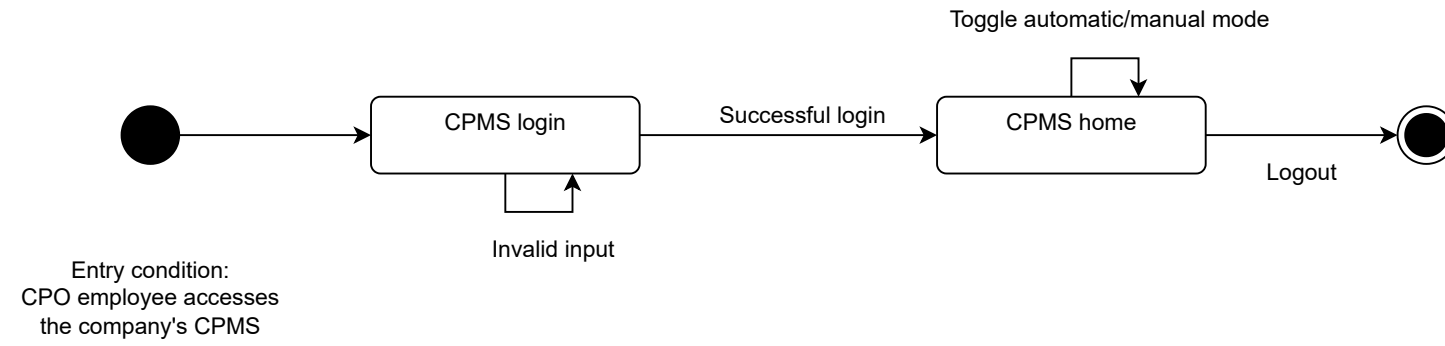 Toggle automatic/manual mode
CPMS login
Successful login
CPMS home
Logout
Invalid input
Entry condition:
CPO employee accesses
the company's CPMS